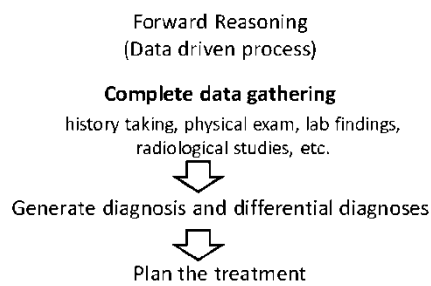 Forward Reasoning
(Data driven process)
Complete data gathering
history taking, physical exam, lab findings,
radiological studies, etc.
Generate diagnosis and differential diagnoses
Plan the treatment